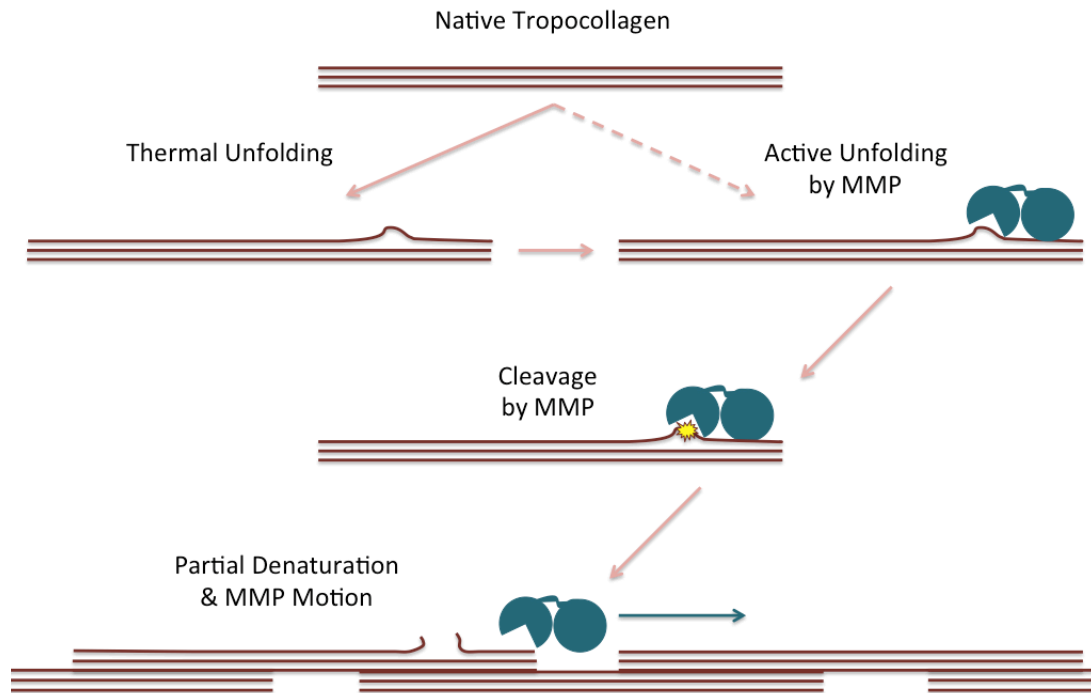 Native Tropocollagen
Thermal Unfolding
Active Unfolding
by MMP
Cleavage
by MMP
Partial Denaturation
& MMP Motion